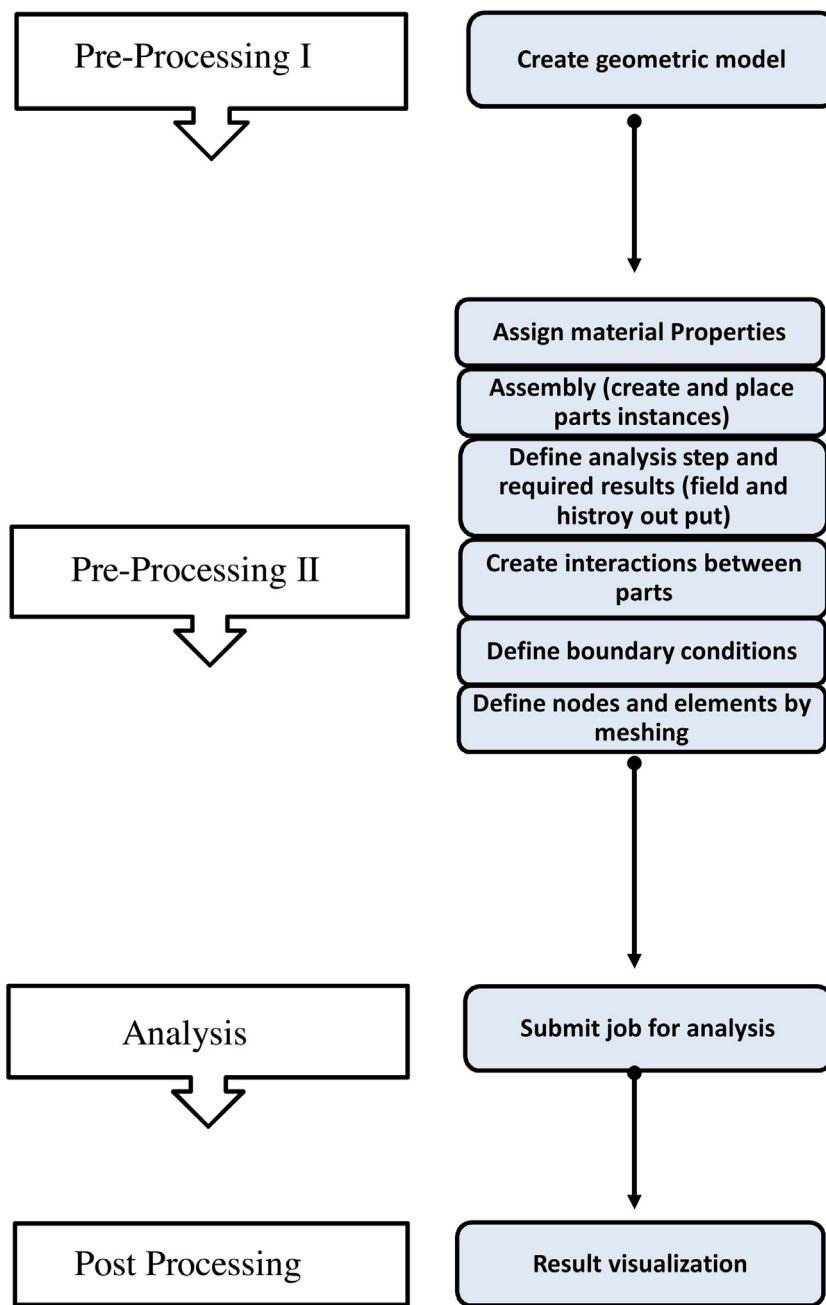 Pre-Processing I
Create geometric model
Assign material Properties
Assembly (create and place
parts instances)
Define analysis step and
required results (field and
histroy out put)
Pre-Processing II
Create interactions between
parts
Define boundary conditions
Define nodes and elements by
meshing
Analysis
Submit job for analysis
Post Processing
Result visualization